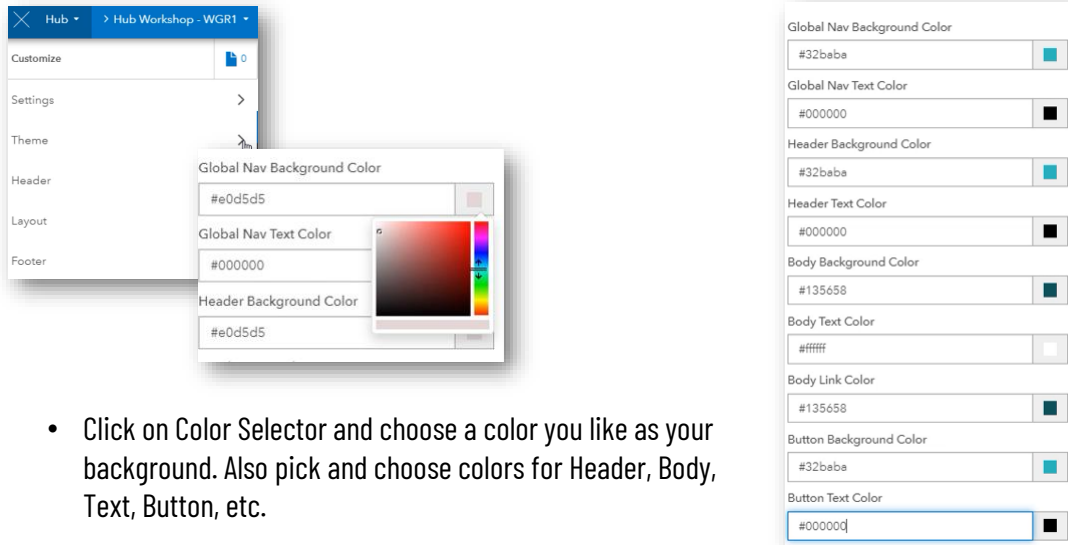 Hub
> Hub Workshop - WGR1
Customize
0
Settings
Theme
Header
Layout
Footer
Global Nav Background Color
#e0d5d5
Global Nav Text Color
#000000
Header Background Color
#e0d5d5
• Click on Color Selector and choose a color you like as your
background. Also pick and choose colors for Header, Body,
Text, Button, etc.
Global Nav Background Color
#32baba
Global Nav Text Color
#000000
Header Background Color
#32baba
Header Text Color
#000000
Body Background Color
#135658
Body Text Color
#ffffff
Body Link Color
#135658
Button Background Color
#32baba
Button Text Color
#000000